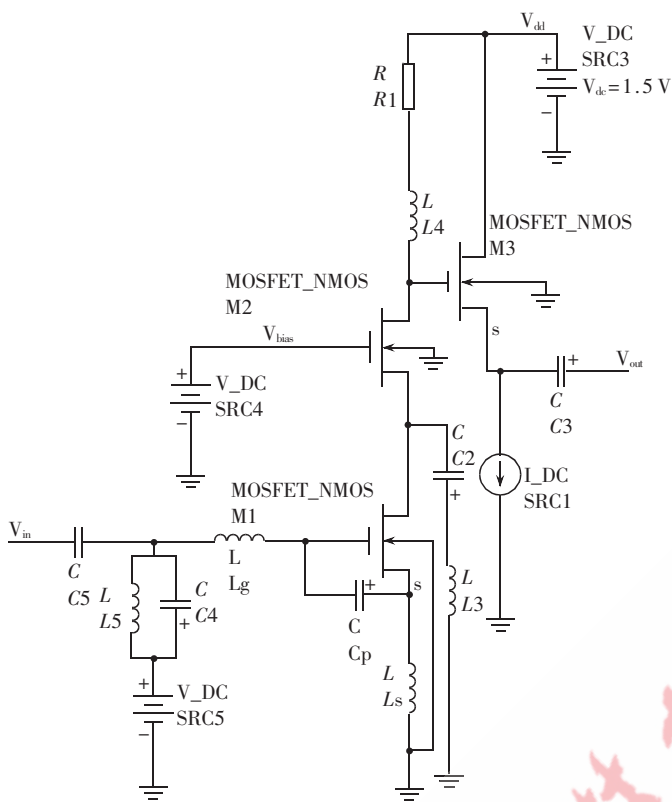 V_dd
V_DC
SRC3
V_dc=1.5 V
R
R1
L
L4
MOSFET_NMOS
M3
MOSFET_NMOS
M2
V_bias
s
V_out
V_DC
SRC4
C
C2
C
C3
I_DC
SRC1
MOSFET_NMOS
M1
V_in
C
C5
L
Lg
s
L
L5
C
C4
C
Cp
L
L3
L
Ls
V_DC
SRC5